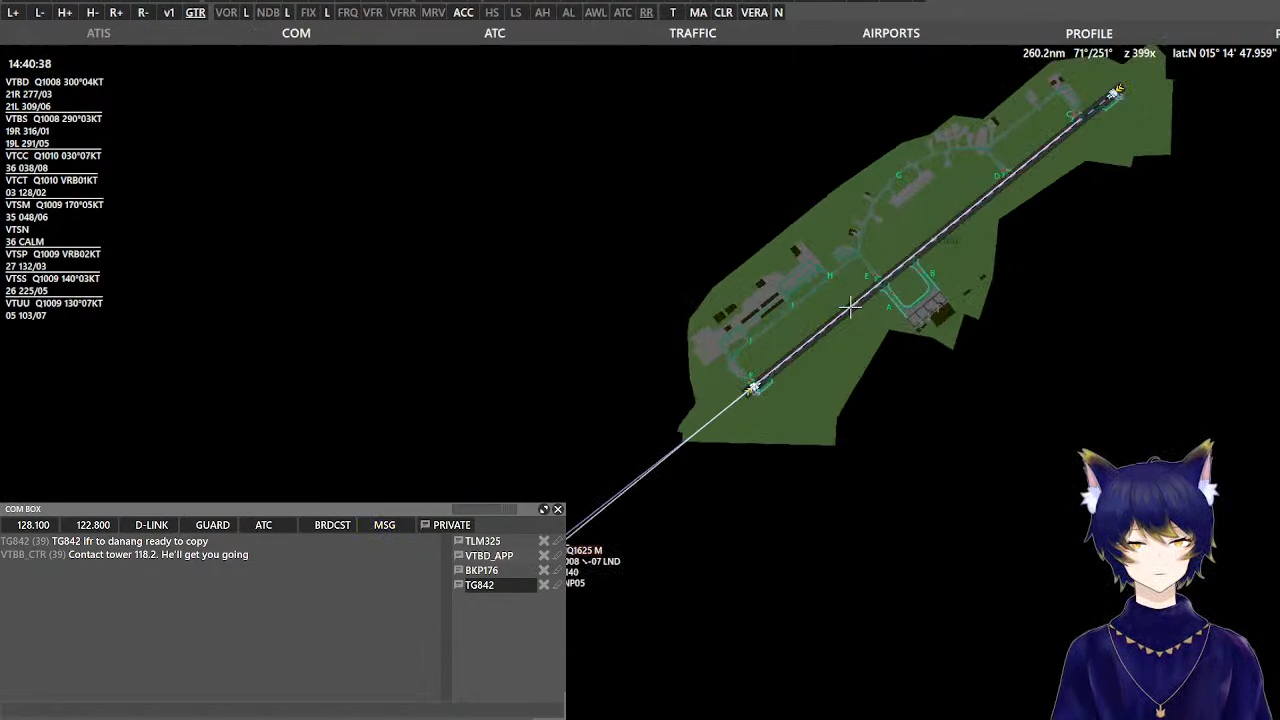 L+ L- H+ H- R+ R- v1 GTR VOR L NDB L FIX L FRQ VFR VFRR MRV ACC HS LS AH AL AWL ATC RR T MA CLR VERA N
ATIS COM ATC TRAFFIC AIRPORTS PROFILE
260.2nm 71°/251° z 399x lat:N 015° 14' 47.959"
14:40:38
VTBD Q1008 300°04KT
21R 277/03
21L 309/06
VTBS Q1008 290°03KT
19R 316/01
19L 291/05
VTCC Q1010 030°07KT
36 038/08
VTCT Q1010 VRB01KT
03 128/02
VTSM Q1009 170°05KT
35 048/06
VTSN
36 CALM
VTSP Q1009 VRB02KT
27 132/03
VTSS Q1009 140°03KT
26 225/05
VTUU Q1009 130°07KT
05 103/07
C
G
D
H
E
B
A
COM BOX
128.100 122.800 D-LINK GUARD ATC BRDCST MSG PRIVATE
TG842 (39) TG842 ifr to danang ready to copy
VTBB_CTR (39) Contact tower 118.2. He'll get you going
TLM325
VTBD_APP
BKP176
TG842
Q1625 M
008 -07 LND
140
NP05